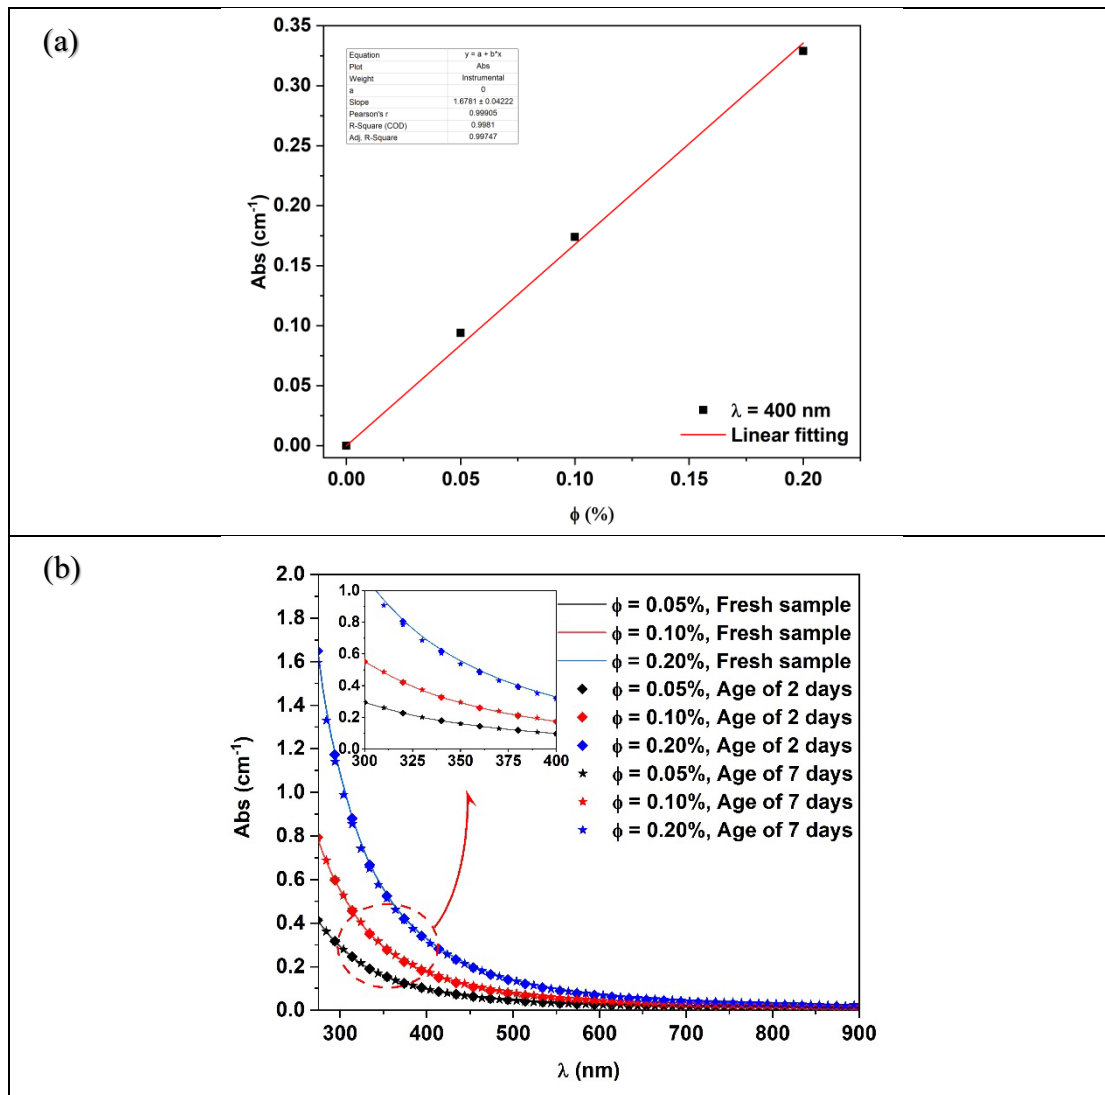 (a)
0.35
0.30
0.25
0.20
0.15
0.10
0.05
0.00
Abs (cm⁻¹)
Equation y = a + b*x
Plot Abs
Weight Instrumental
a 0
Slope 1.6781 ± 0.04222
Pearson's r 0.99905
R-Square (COD) 0.9981
Adj. R-Square 0.99747
λ = 400 nm
Linear fitting
0.00 0.05 0.10 0.15 0.20
ϕ (%)
(b)
2.0
1.8
1.6
1.4
1.2
1.0
0.8
0.6
0.4
0.2
0.0
Abs (cm⁻¹)
1.0
0.8
0.6
0.4
0.2
0.0
300 325 350 375 400
ϕ = 0.05%, Fresh sample
ϕ = 0.10%, Fresh sample
ϕ = 0.20%, Fresh sample
ϕ = 0.05%, Age of 2 days
ϕ = 0.10%, Age of 2 days
ϕ = 0.20%, Age of 2 days
ϕ = 0.05%, Age of 7 days
ϕ = 0.10%, Age of 7 days
ϕ = 0.20%, Age of 7 days
300 400 500 600 700 800 900
λ (nm)